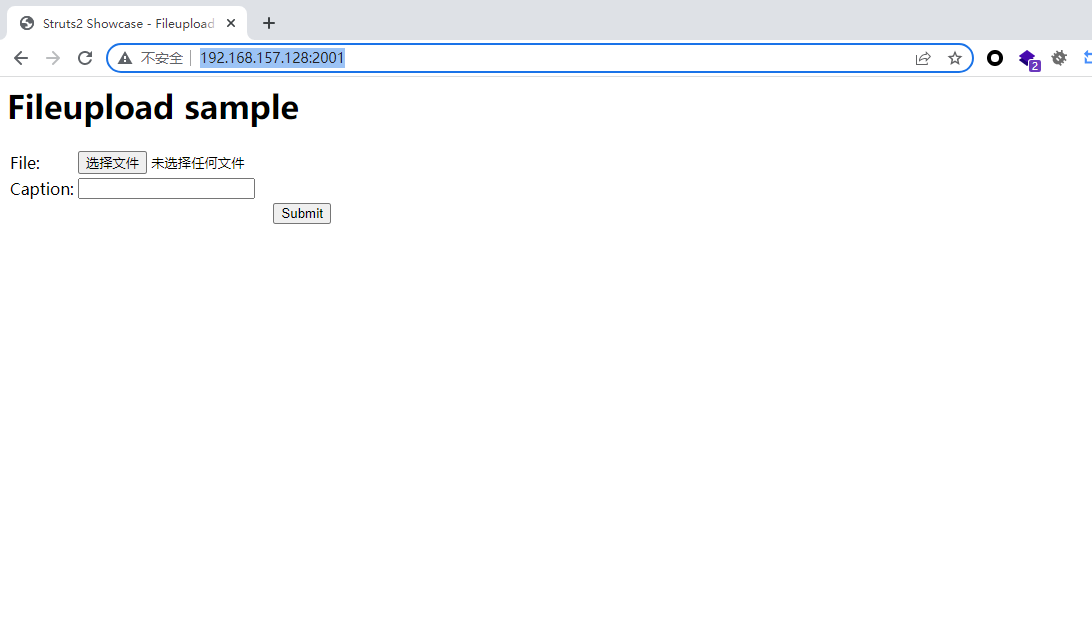 Struts2 Showcase - Fileupload
不安全 192.168.157.128:2001
2
Fileupload sample
File: 选择文件 未选择任何文件
Caption:
Submit